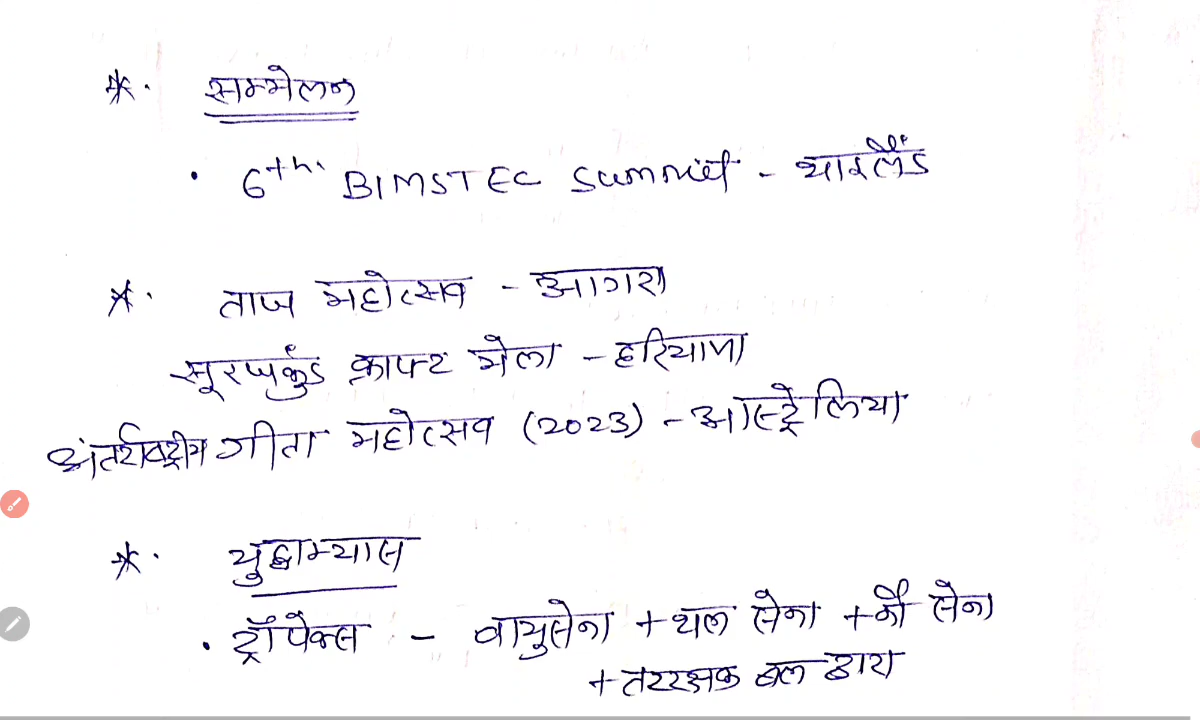 *. सम्मेलन
• 6th. BIMSTEC Summit - थाईलैंड
*. ताज महोत्सव - आगरा
सूरजकुंड क्राफ्ट मेला - हरियाणा
अंतर्राष्ट्रीय गीता महोत्सव (2023) - ऑस्ट्रेलिया
*. युद्धाभ्यास
• ट्रॉपेक्स - वायुसेना + थल सेना + नौ सेना
+ तटरक्षक बल द्वारा